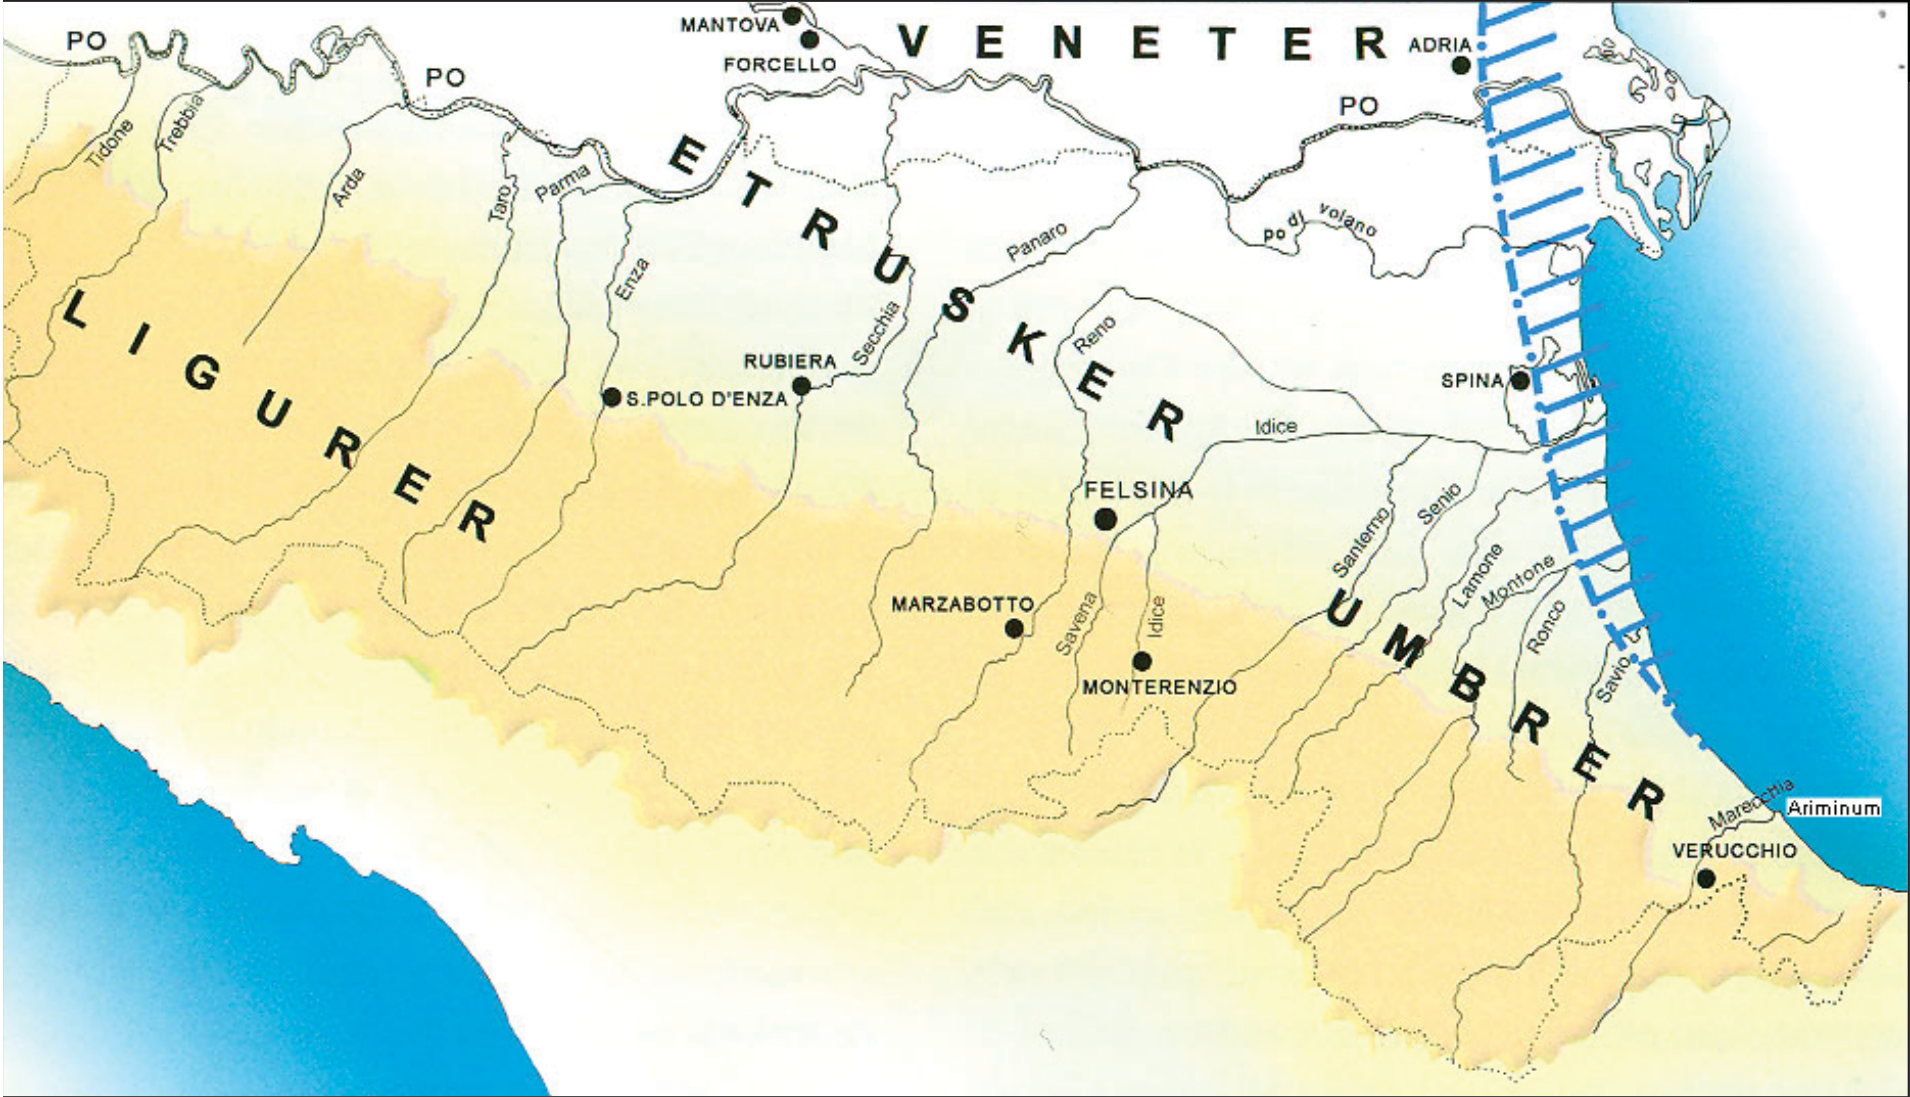 MANTOVA
FORCELLO
VENETER
ADRIA
PO
PO
PO
Tidone
Trebbia
Arda
Taro
Parma
Enza
ETRUSKER
Secchia
Panaro
po di volano
Reno
LIGURER
RUBIERA
S.POLO D'ENZA
SPINA
Idice
FELSINA
Santerno
Senio
Lamone
Montone
Ronco
Savio
UMBRER
MARZABOTTO
Savena
Idice
MONTERENZIO
Marecchia
Ariminum
VERUCCHIO